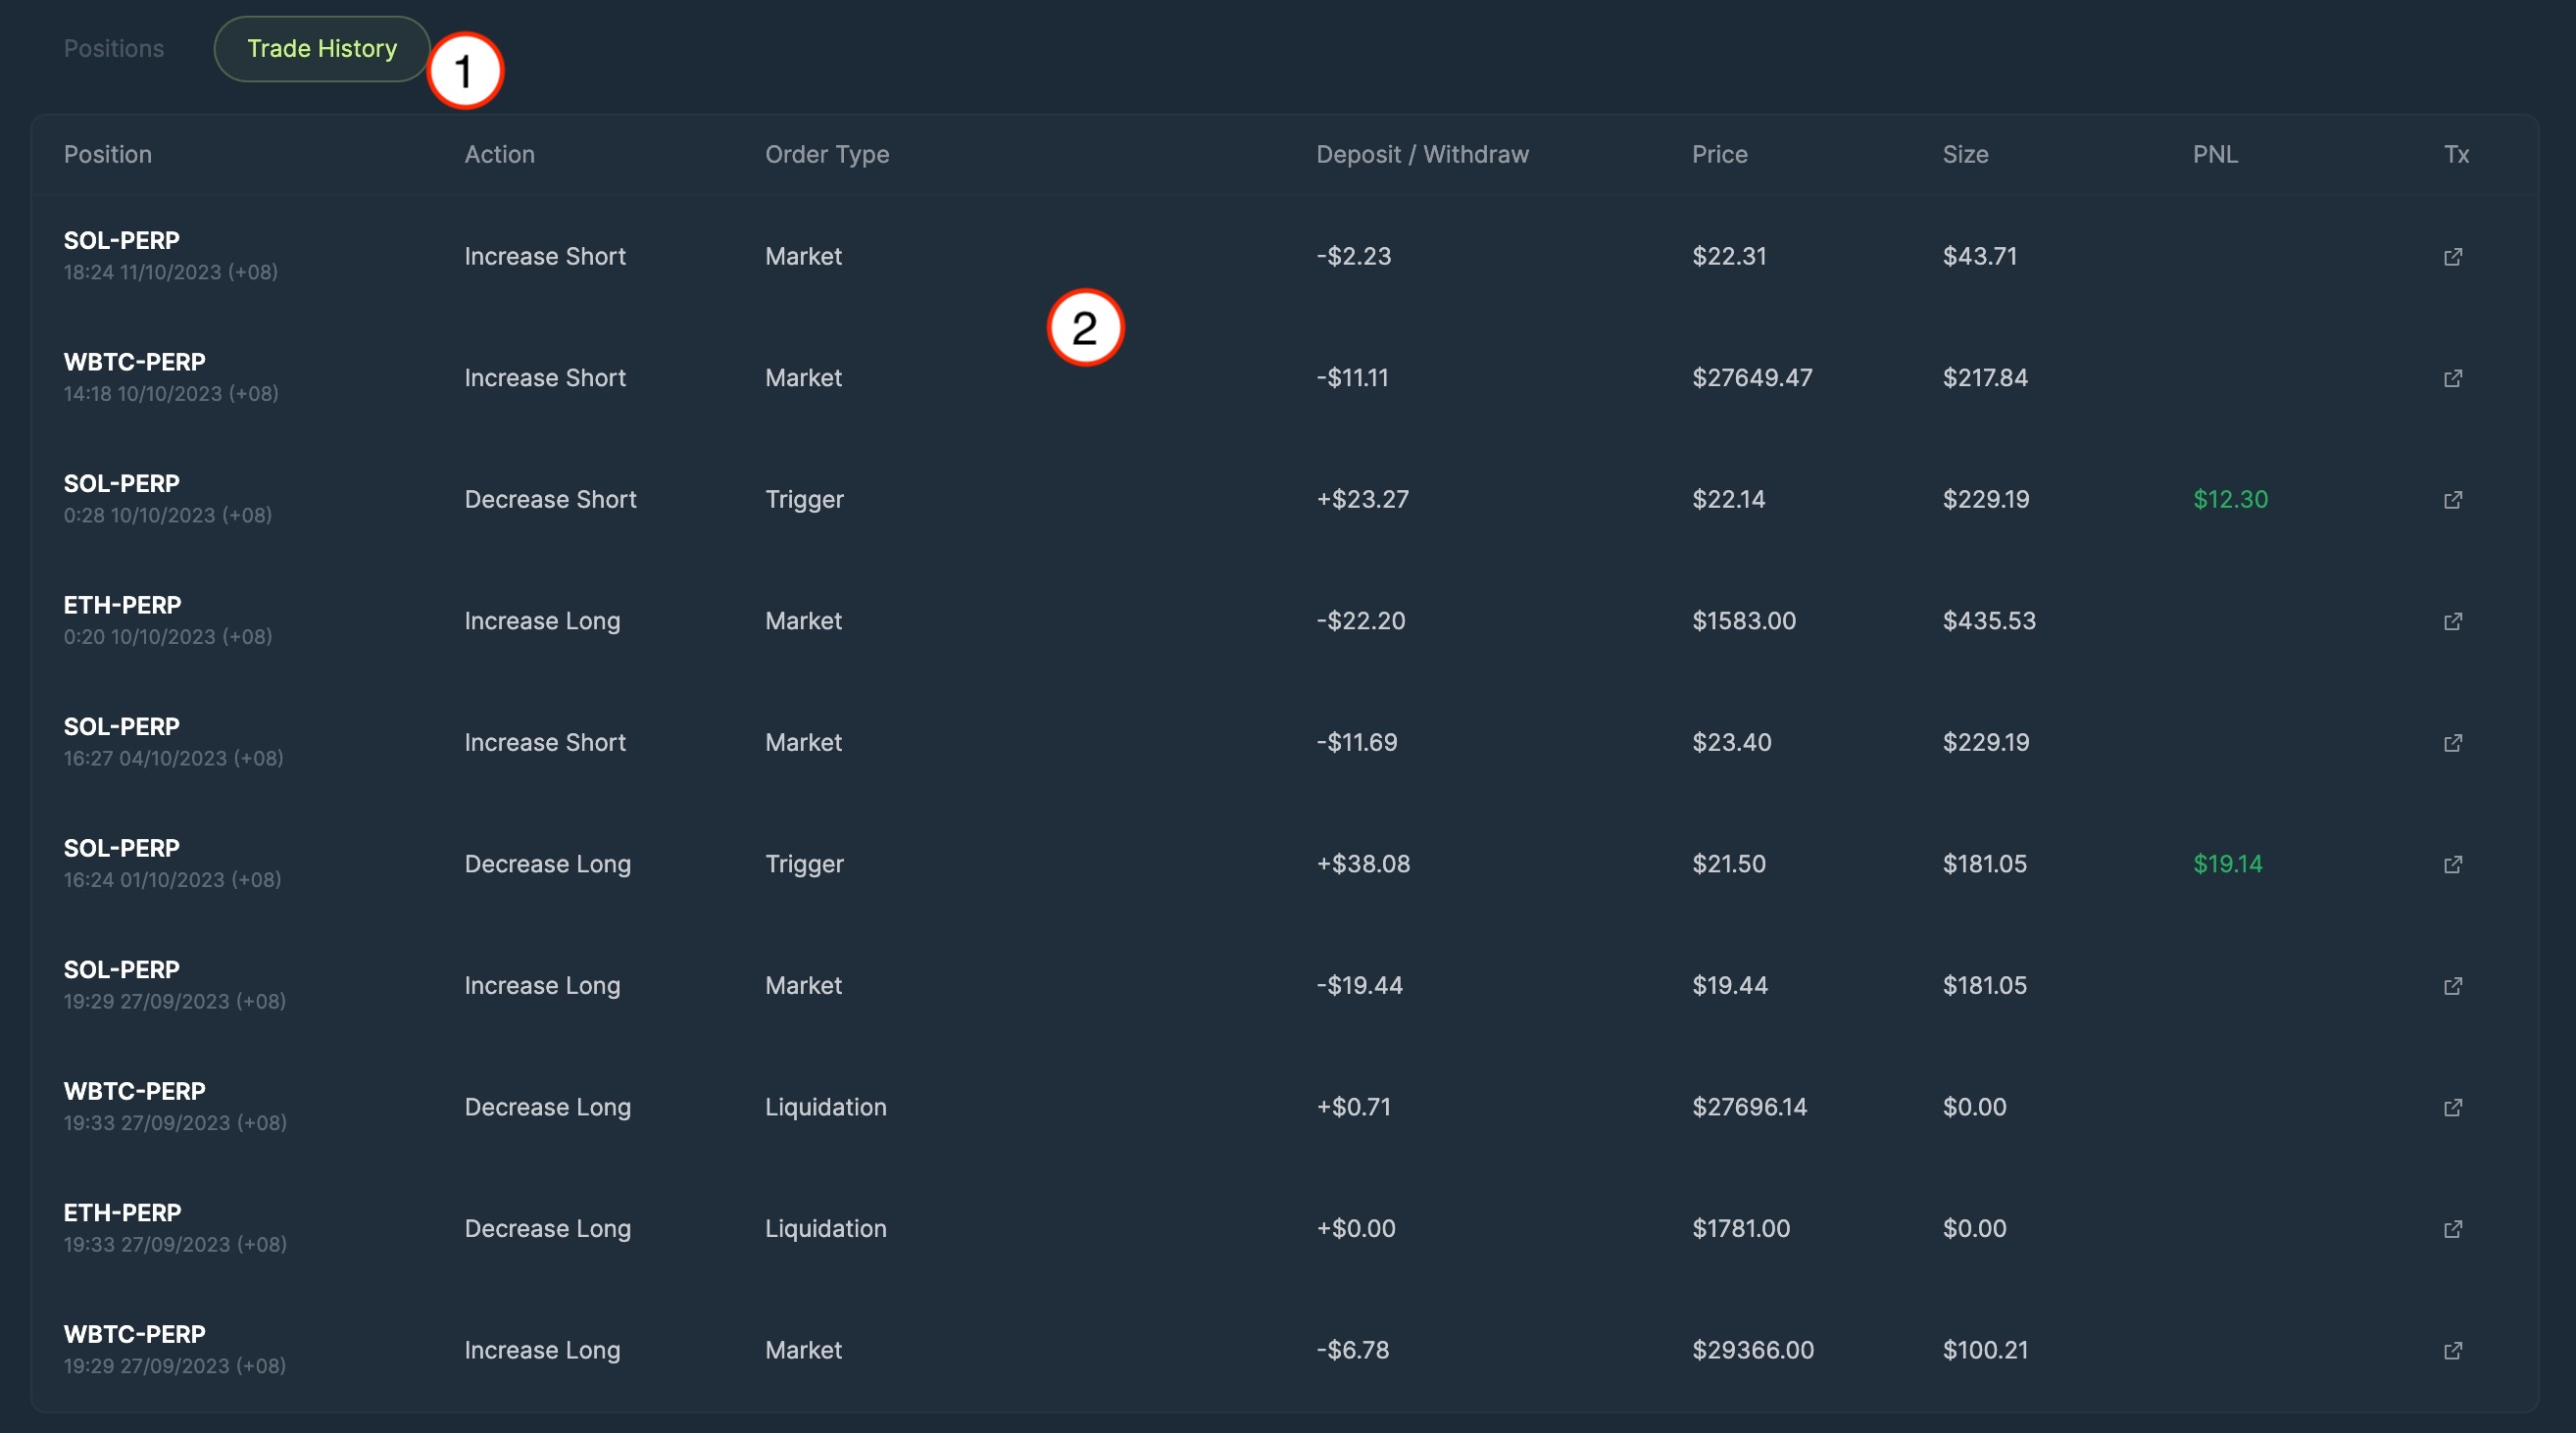 Positions Trade History 1
Position Action Order Type Deposit / Withdraw Price Size PNL Tx
SOL-PERP
18:24 11/10/2023 (+08)
Increase Short Market -$2.23 $22.31 $43.71
2
WBTC-PERP
14:18 10/10/2023 (+08)
Increase Short Market -$11.11 $27649.47 $217.84
SOL-PERP
0:28 10/10/2023 (+08)
Decrease Short Trigger +$23.27 $22.14 $229.19 $12.30
ETH-PERP
0:20 10/10/2023 (+08)
Increase Long Market -$22.20 $1583.00 $435.53
SOL-PERP
16:27 04/10/2023 (+08)
Increase Short Market -$11.69 $23.40 $229.19
SOL-PERP
16:24 01/10/2023 (+08)
Decrease Long Trigger +$38.08 $21.50 $181.05 $19.14
SOL-PERP
19:29 27/09/2023 (+08)
Increase Long Market -$19.44 $19.44 $181.05
WBTC-PERP
19:33 27/09/2023 (+08)
Decrease Long Liquidation +$0.71 $27696.14 $0.00
ETH-PERP
19:33 27/09/2023 (+08)
Decrease Long Liquidation +$0.00 $1781.00 $0.00
WBTC-PERP
19:29 27/09/2023 (+08)
Increase Long Market -$6.78 $29366.00 $100.21